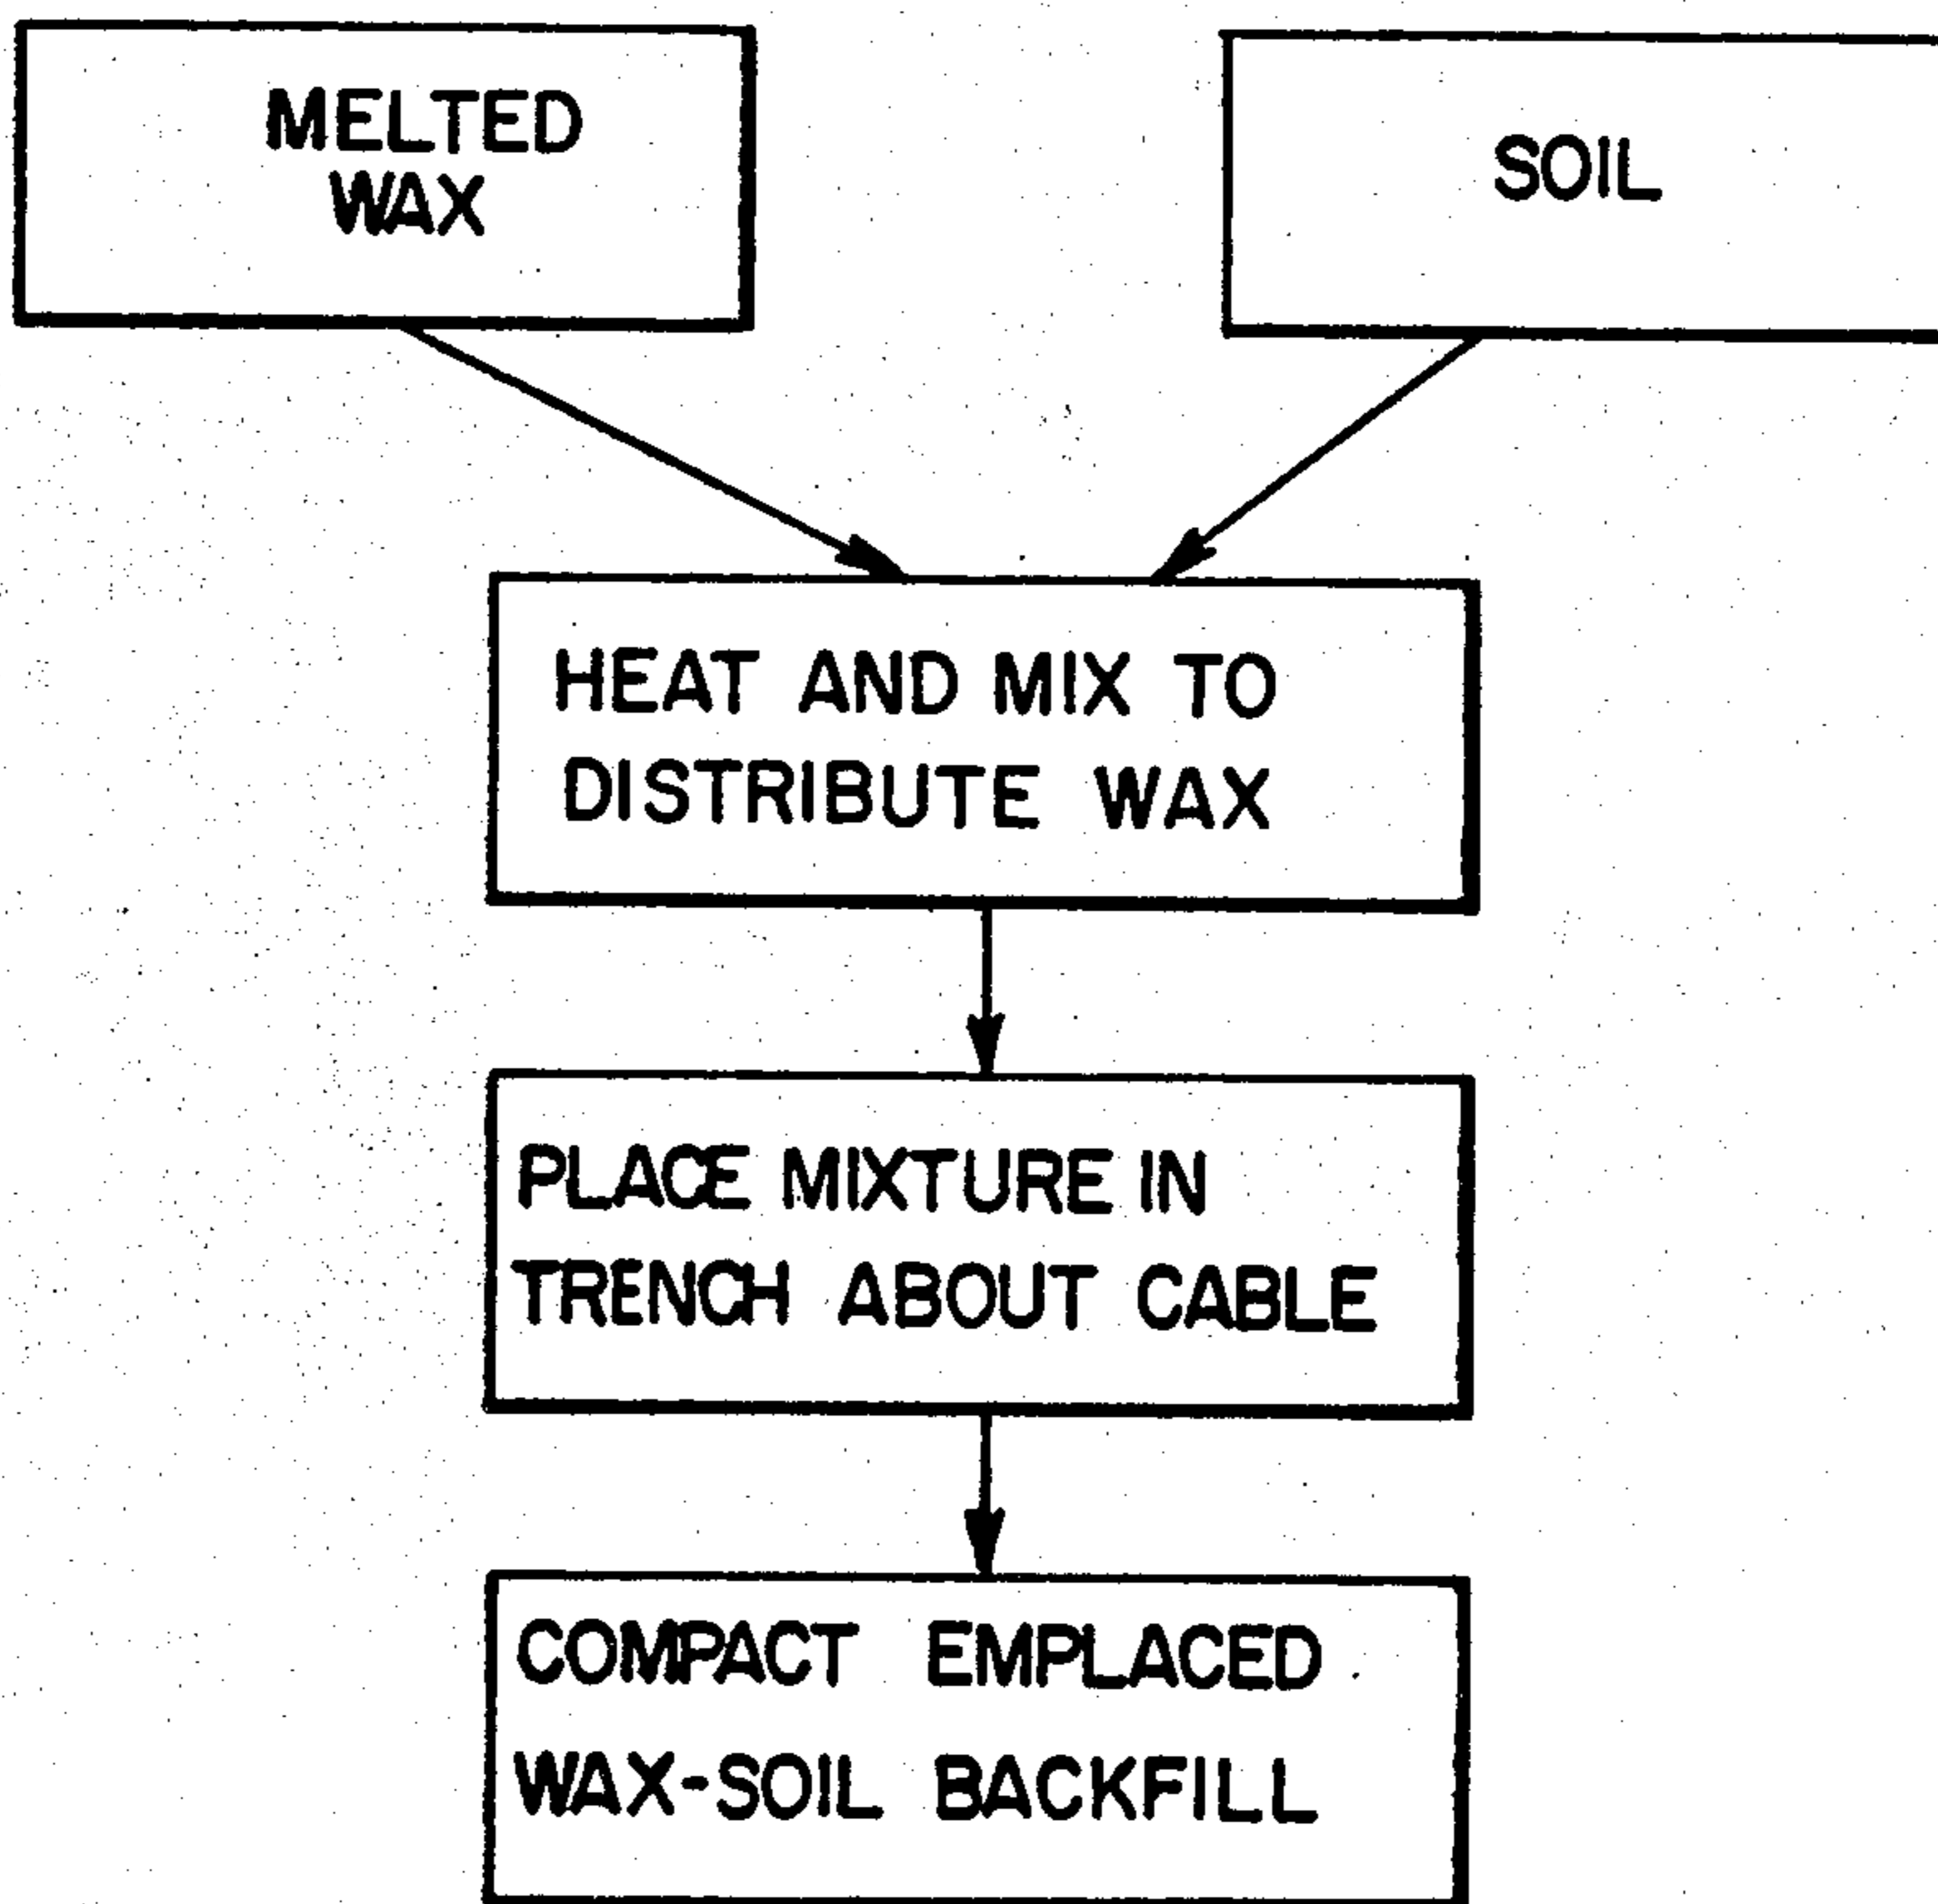 MELTED
WAX
SOIL
HEAT AND MIX TO
DISTRIBUTE WAX
PLACE MIXTURE IN
TRENCH ABOUT CABLE
COMPACT EMPLACED
WAX-SOIL BACKFILL